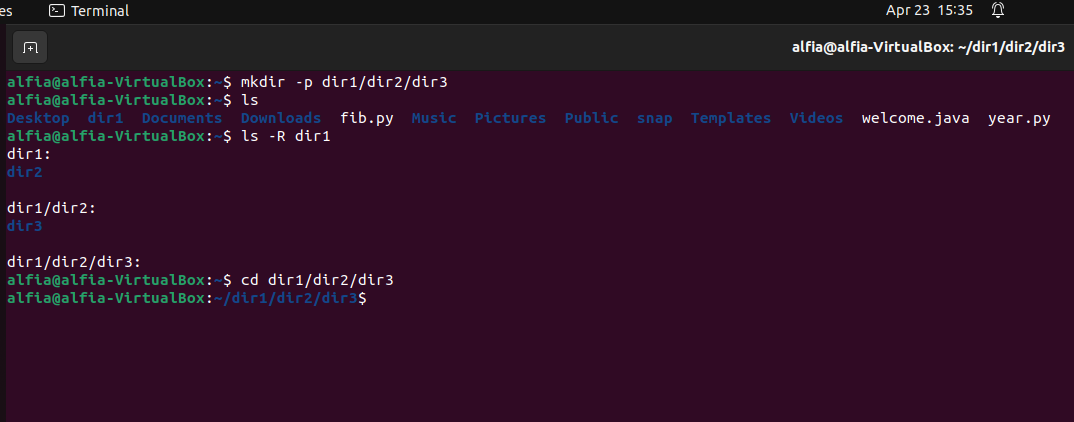 es Terminal Apr 23 15:35
alfia@alfia-VirtualBox: ~/dir1/dir2/dir3
alfia@alfia-VirtualBox:~$ mkdir -p dir1/dir2/dir3
alfia@alfia-VirtualBox:~$ ls
Desktop dir1 Documents Downloads fib.py Music Pictures Public snap Templates Videos welcome.java year.py
alfia@alfia-VirtualBox:~$ ls -R dir1
dir1:
dir2
dir1/dir2:
dir3
dir1/dir2/dir3:
alfia@alfia-VirtualBox:~$ cd dir1/dir2/dir3
alfia@alfia-VirtualBox:~/dir1/dir2/dir3$